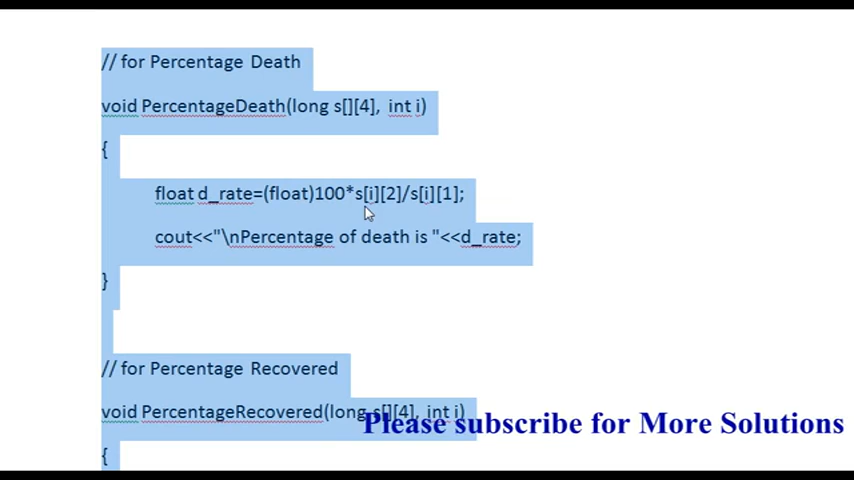 // for Percentage Death
void PercentageDeath(long s[][4], int i)
{
float d_rate=(float)100*s[i][2]/s[i][1];
cout<<"\nPercentage of death is "<<d_rate;
}
// for Percentage Recovered
void PercentageRecovered(long s[][4], int i)
Please subscribe for More Solutions
{